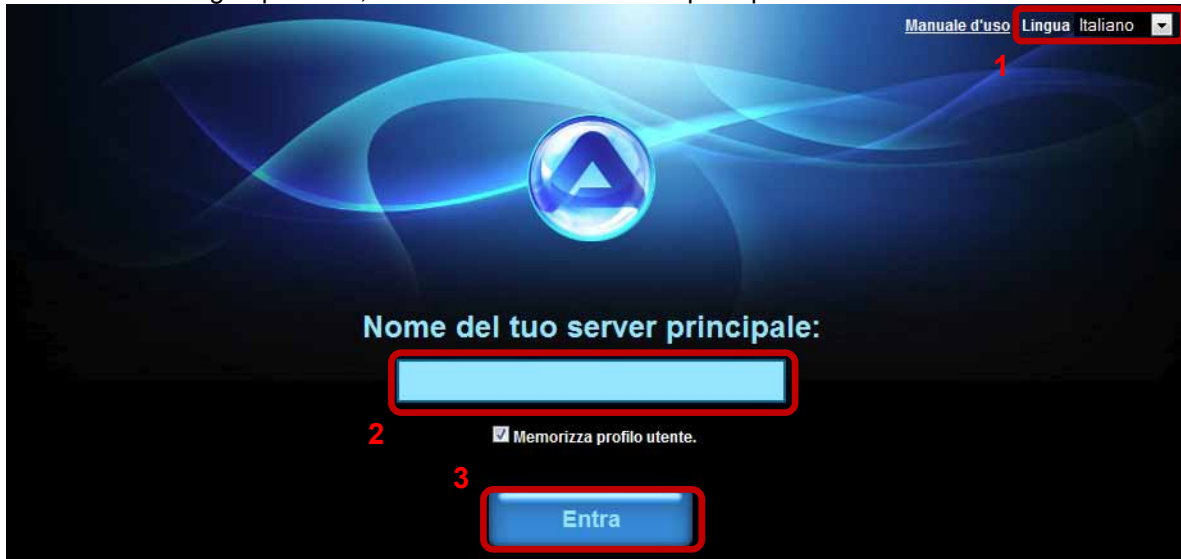 Manuale d'uso Lingua Italiano
1
Nome del tuo server principale:
2
Memorizza profilo utente.
3
Entra